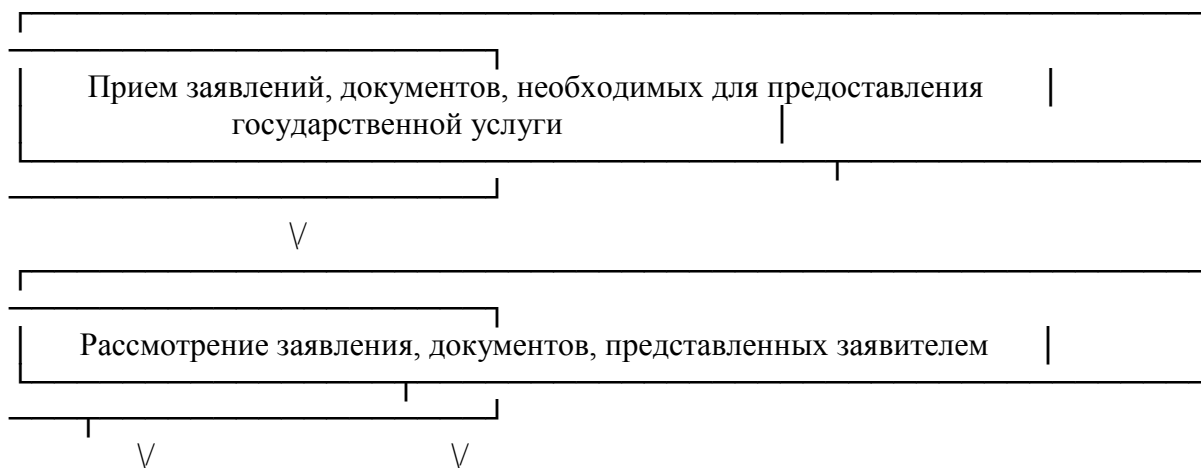 Прием заявлений, документов, необходимых для предоставления
государственной услуги
\/
Рассмотрение заявления, документов, представленных заявителем
\/ \/